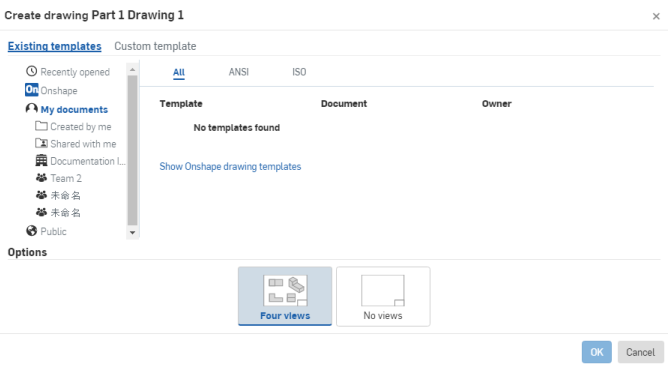 Create drawing Part 1 Drawing 1
×
Existing templates Custom template
Recently opened
On Onshape
My documents
Created by me
Shared with me
Documentation I...
Team 2
未命名
未命名
Public
All ANSI ISO
Template Document Owner
No templates found
Show Onshape drawing templates
Options
Four views
No views
OK Cancel